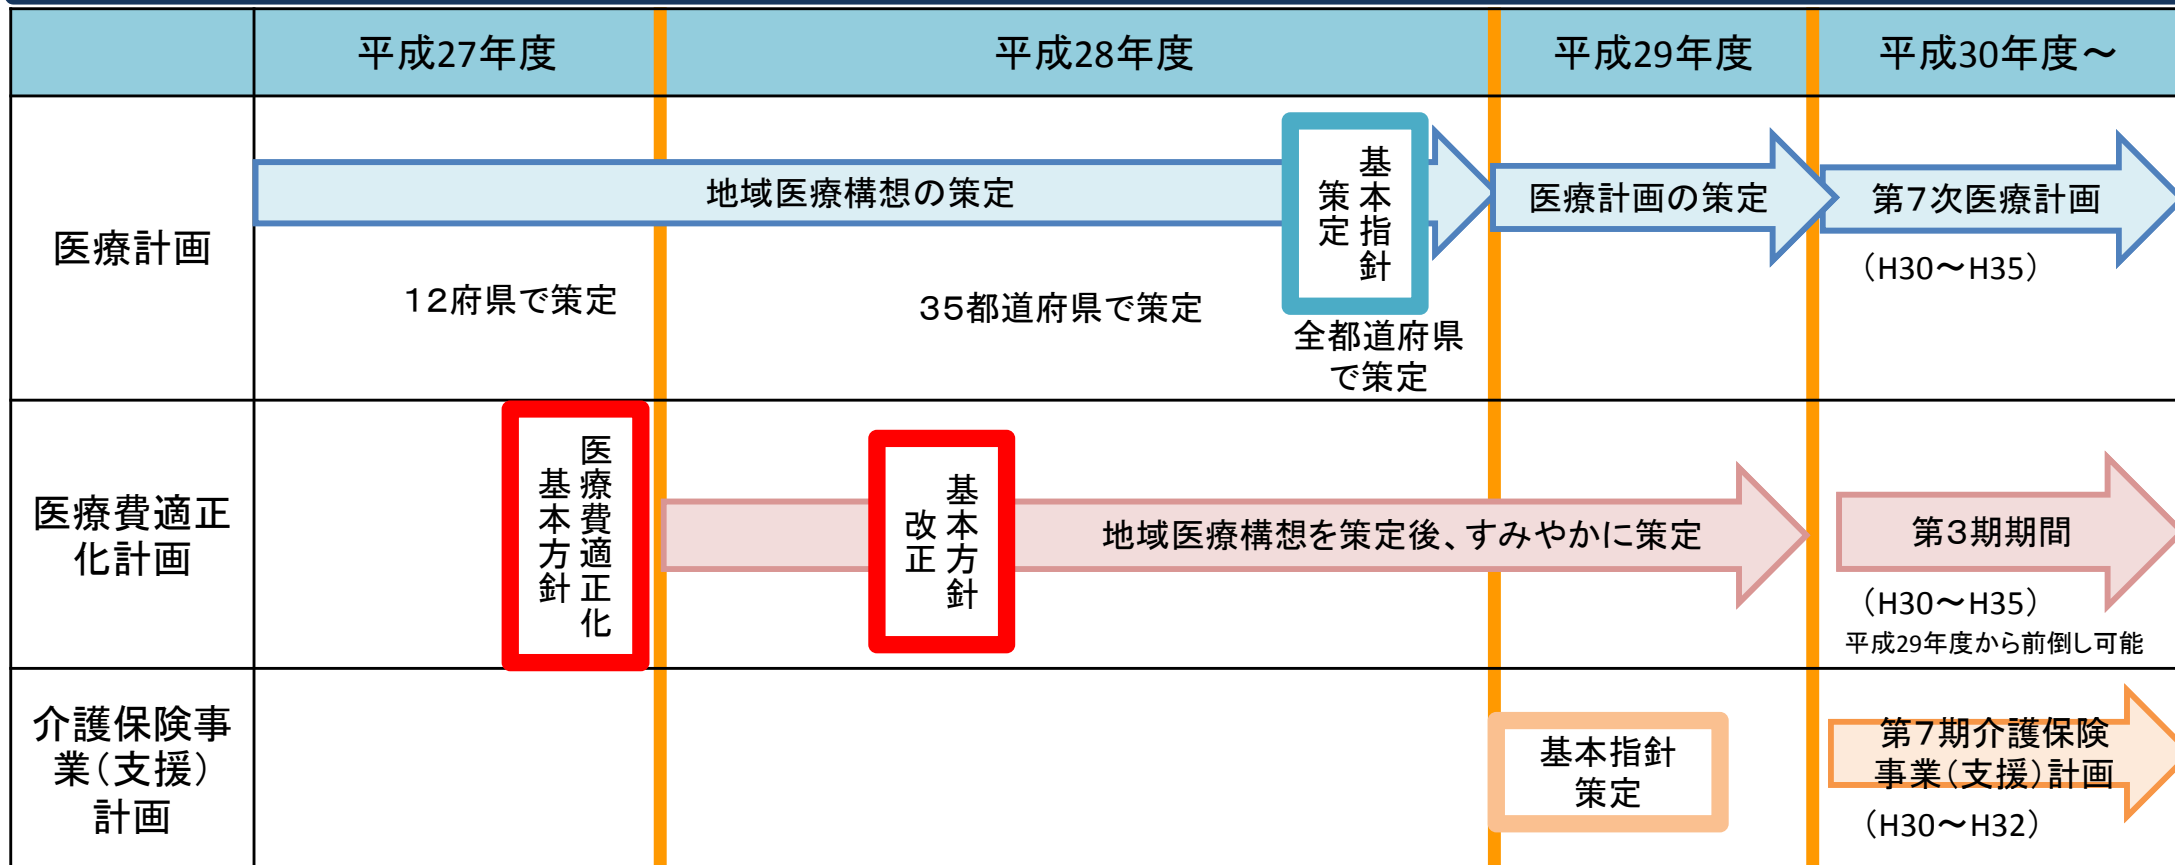 平成27年度
平成28年度
平成29年度
平成30年度～
医療計画
地域医療構想の策定
基本指針
策定
医療計画の策定
第７次医療計画
（H30～H35）
１２府県で策定
３５都道府県で策定
全都道府県
で策定
医療費適正
化計画
医療費適正化
基本方針
基本方針
改正
地域医療構想を策定後、すみやかに策定
第３期期間
（H30～H35）
平成29年度から前倒し可能
介護保険事
業（支援）
計画
基本指針
策定
第７期介護保険
事業（支援）計画
（H30～H32）